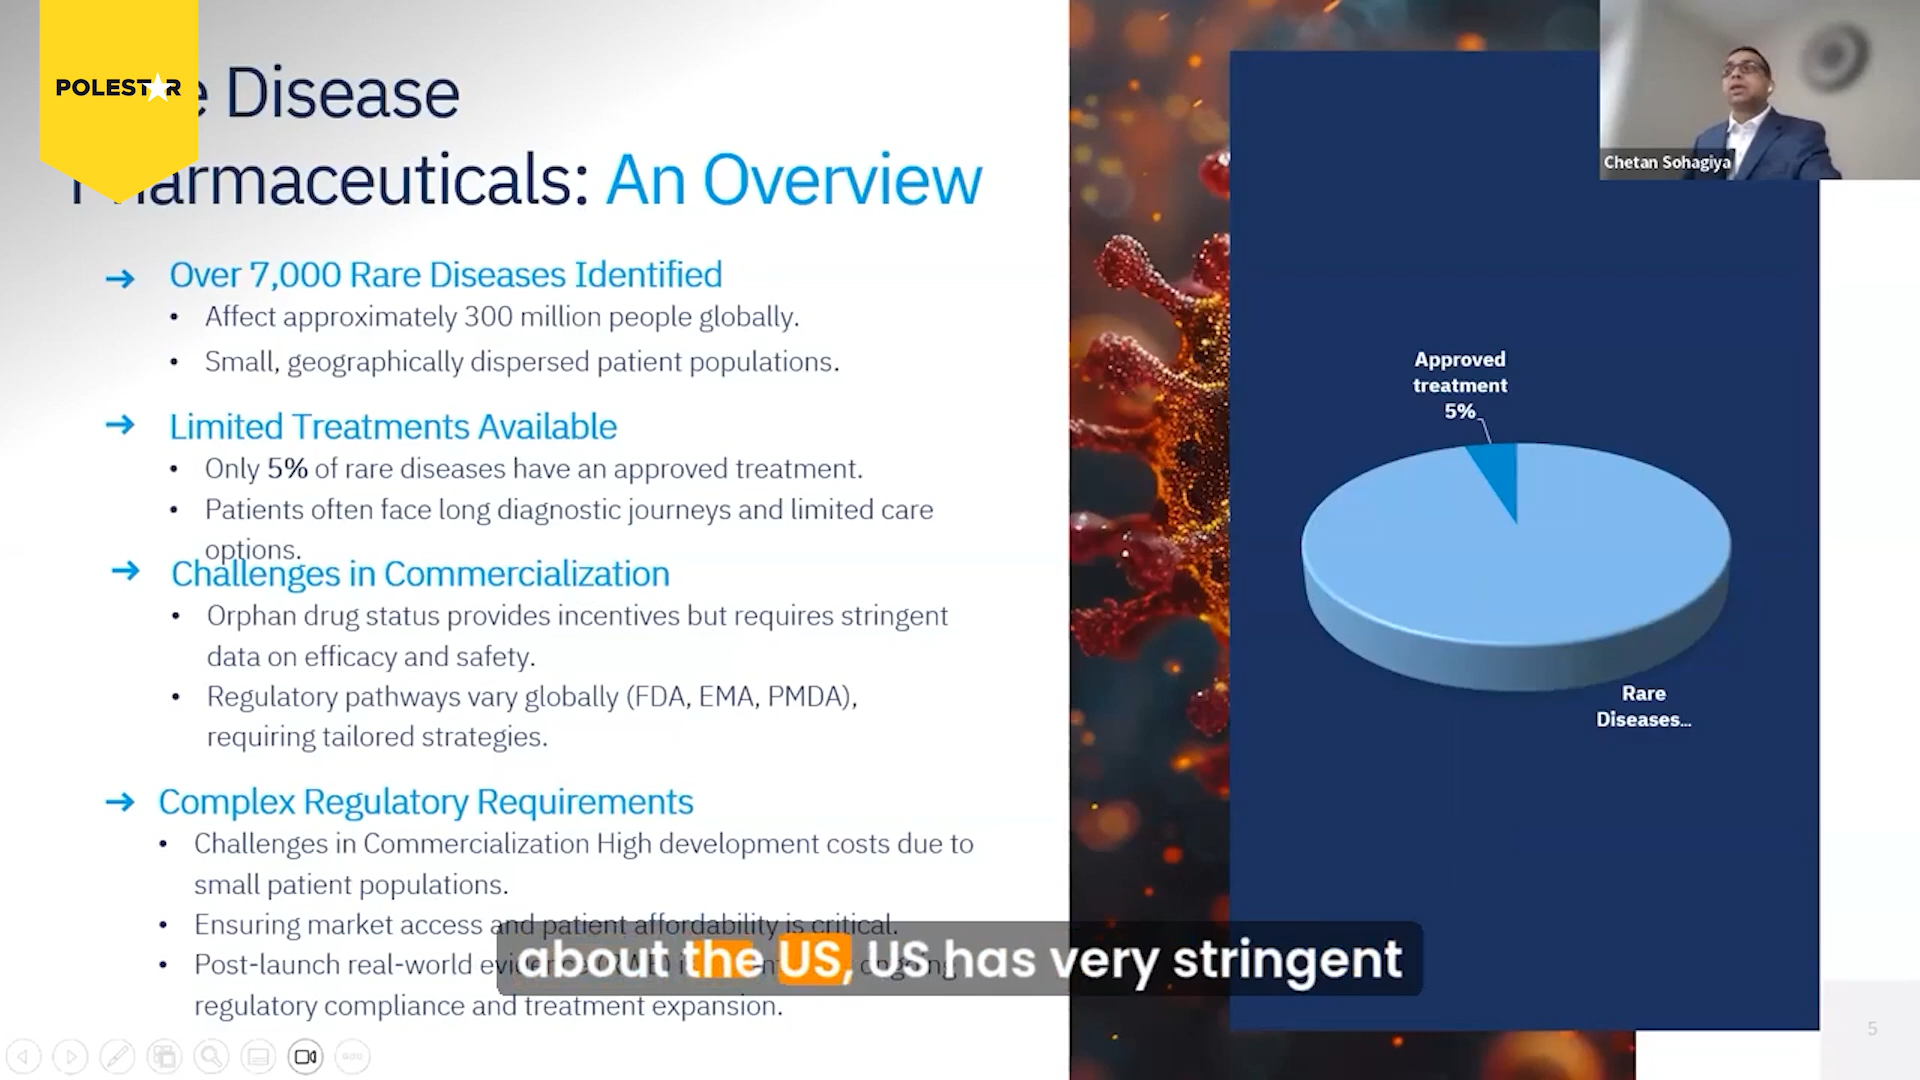 POLESTAR
Disease
Pharmaceuticals: An Overview
Over 7,000 Rare Diseases Identified
• Affect approximately 300 million people globally.
• Small, geographically dispersed patient populations.
Limited Treatments Available
• Only 5% of rare diseases have an approved treatment.
• Patients often face long diagnostic journeys and limited care
options.
Challenges in Commercialization
• Orphan drug status provides incentives but requires stringent
data on efficacy and safety.
• Regulatory pathways vary globally (FDA, EMA, PMDA),
requiring tailored strategies.
Complex Regulatory Requirements
• Challenges in Commercialization High development costs due to
small patient populations.
• Ensuring market access and patient affordability is critical.
• Post-launch real-world evidence
regulatory compliance and treatment expansion.
about the US, US has very stringent
Approved
treatment
5%
Rare
Diseases...
Chetan Sohagiya
5